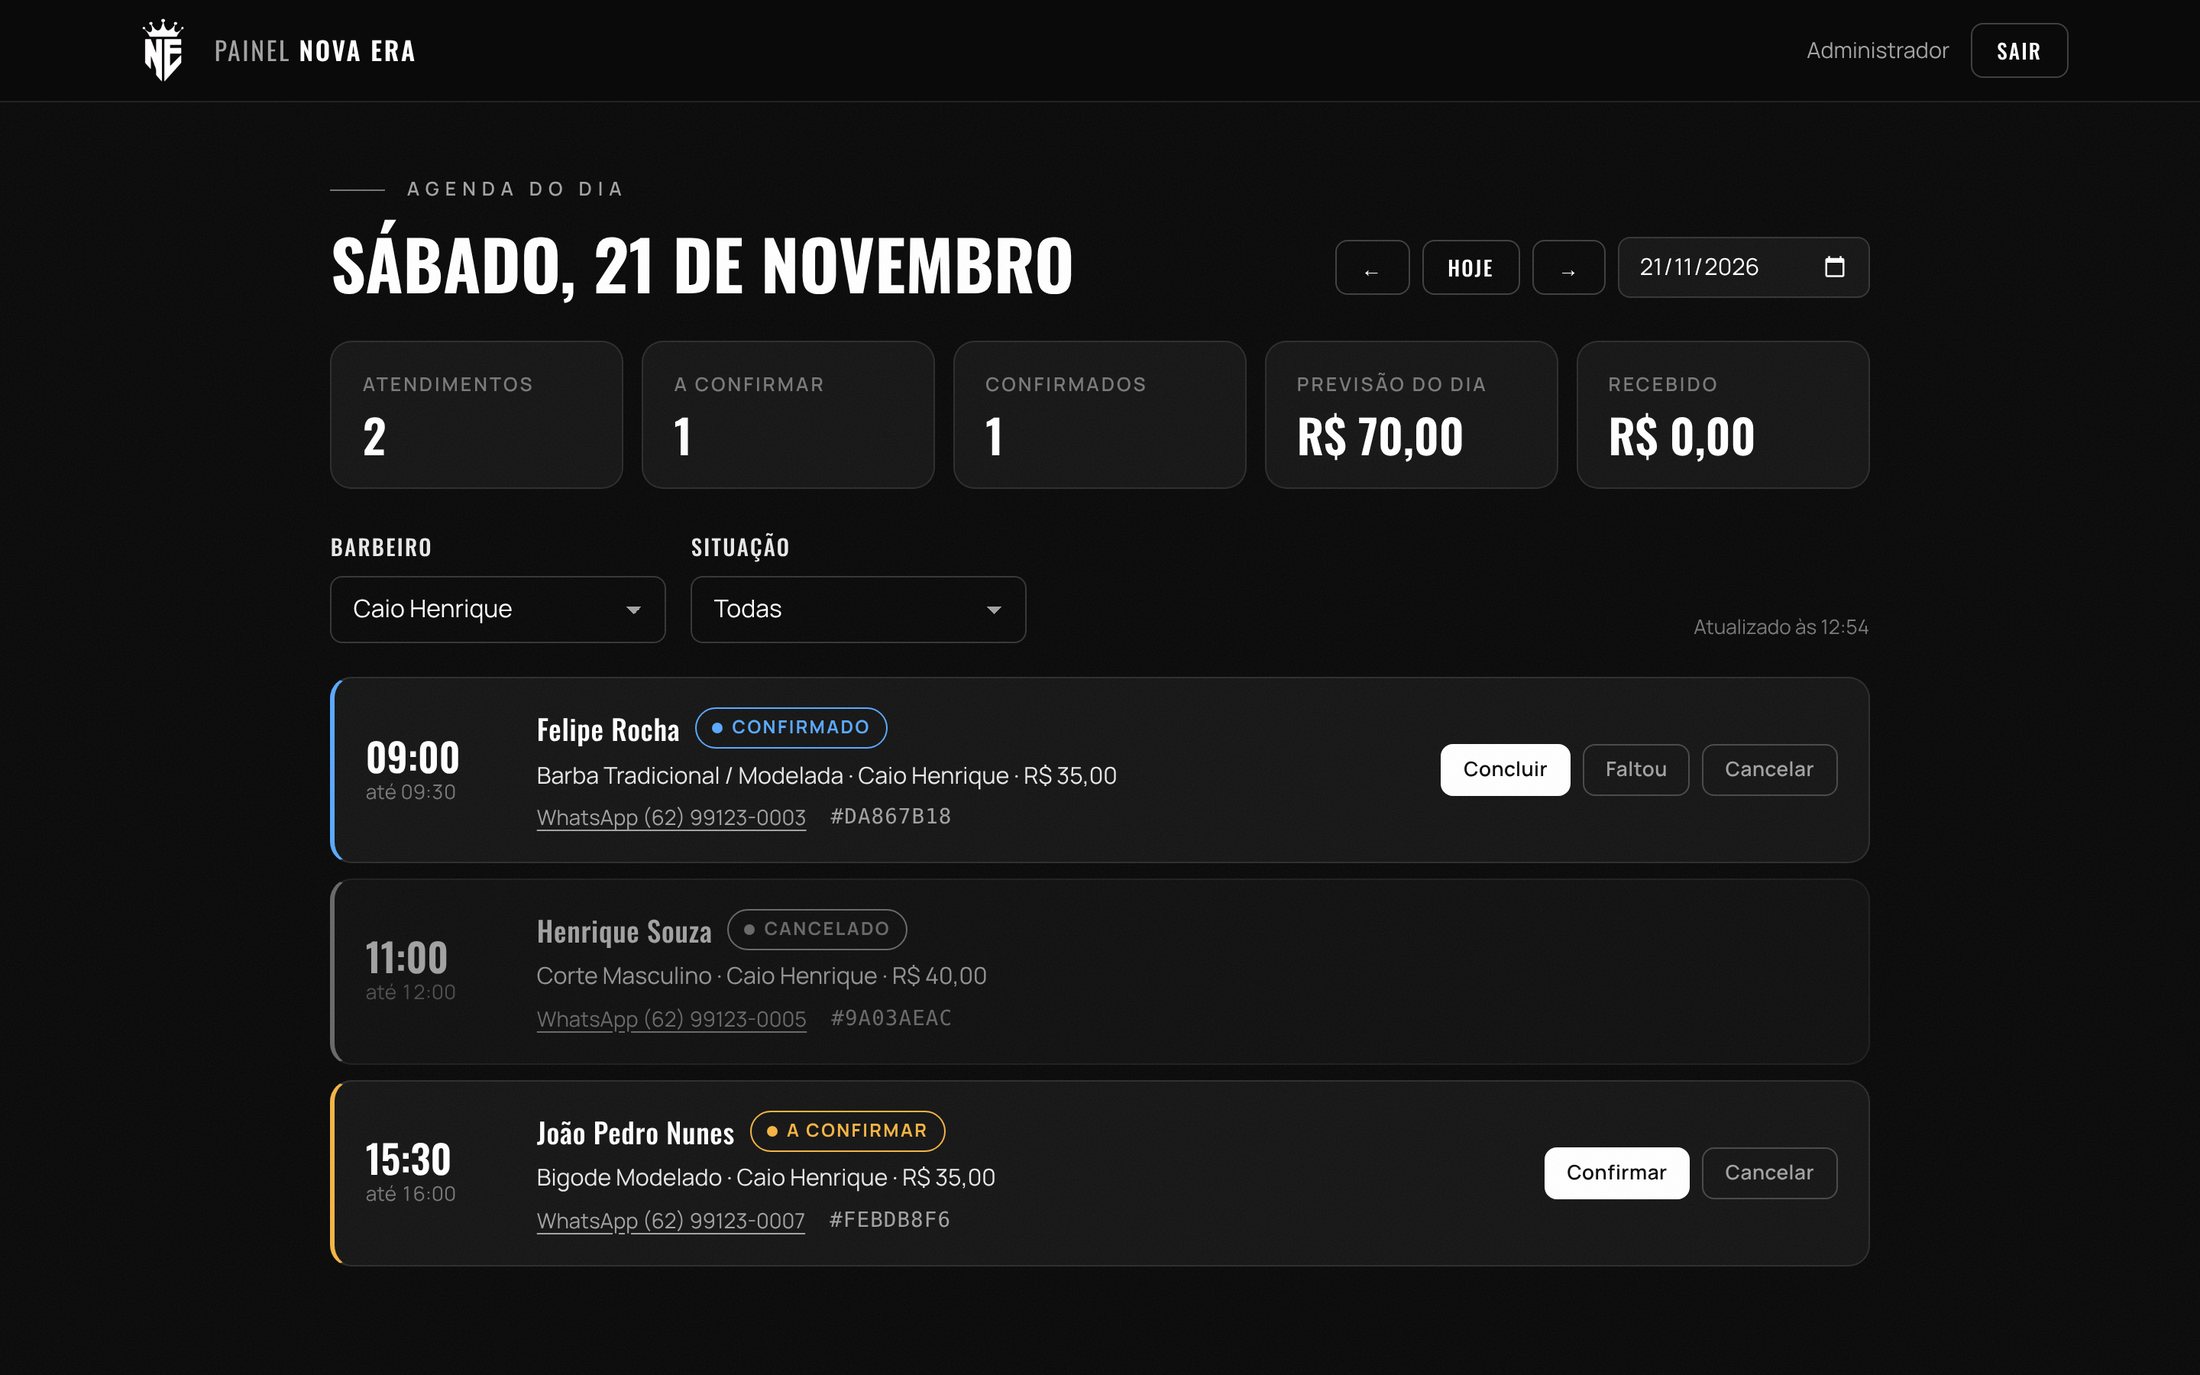 NE
PAINEL NOVA ERA
Administrador
SAIR
AGENDA DO DIA
SÁBADO, 21 DE NOVEMBRO
←
HOJE
→
21/11/2026
ATENDIMENTOS
2
A CONFIRMAR
1
CONFIRMADOS
1
PREVISÃO DO DIA
R$ 70,00
RECEBIDO
R$ 0,00
BARBEIRO
Caio Henrique
SITUAÇÃO
Todas
Atualizado às 12:54
09:00
até 09:30
Felipe Rocha
CONFIRMADO
Barba Tradicional / Modelada · Caio Henrique · R$ 35,00
WhatsApp (62) 99123-0003 #DA867B18
Concluir
Faltou
Cancelar
11:00
até 12:00
Henrique Souza
CANCELADO
Corte Masculino · Caio Henrique · R$ 40,00
WhatsApp (62) 99123-0005 #9A03AEAC
15:30
até 16:00
João Pedro Nunes
A CONFIRMAR
Bigode Modelado · Caio Henrique · R$ 35,00
WhatsApp (62) 99123-0007 #FEBDB8F6
Confirmar
Cancelar